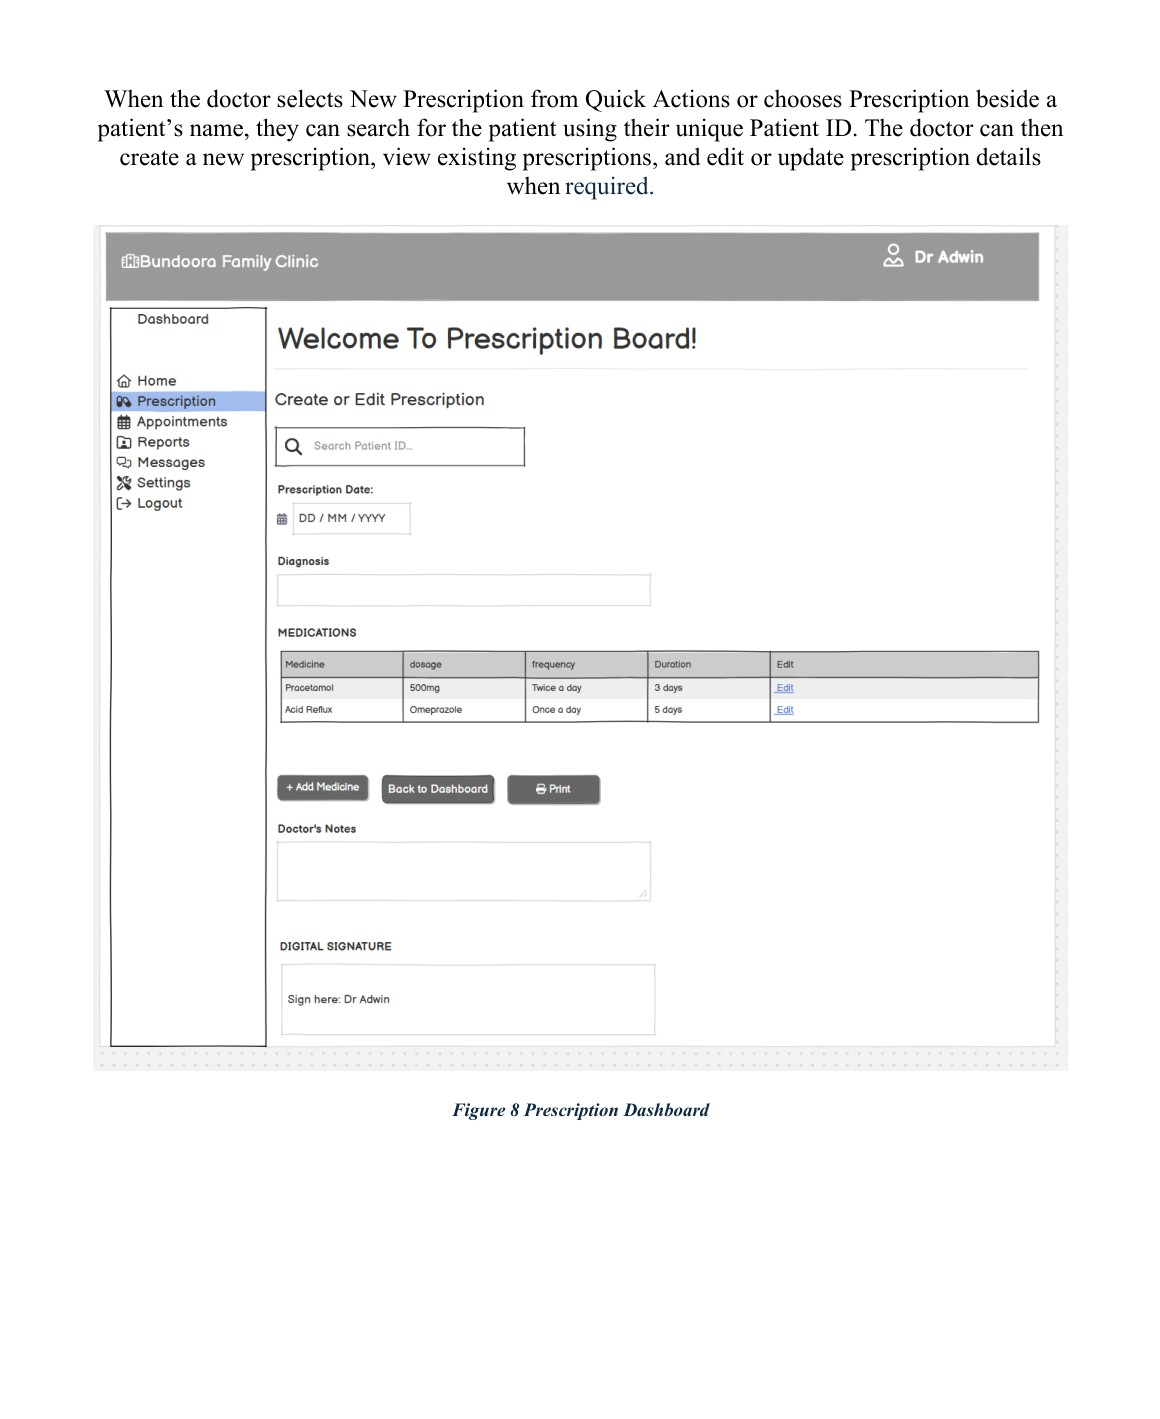 When the doctor selects New Prescription from Quick Actions or chooses Prescription beside a
patient’s name, they can search for the patient using their unique Patient ID. The doctor can then
create a new prescription, view existing prescriptions, and edit or update prescription details
when required.
Bundoora Family Clinic
Dr Adwin
Dashboard
Home
Prescription
Appointments
Reports
Messages
Settings
Logout
Welcome To Prescription Board!
Create or Edit Prescription
Search Patient ID...
Prescription Date:
DD / MM / YYYY
Diagnosis
MEDICATIONS
Medicine dosage frequency Duration Edit
Pracetamol 500mg Twice a day 3 days Edit
Acid Reflux Omeprazole Once a day 5 days Edit
+ Add Medicine Back to Dashboard Print
Doctor's Notes
DIGITAL SIGNATURE
Sign here: Dr Adwin
Figure 8 Prescription Dashboard